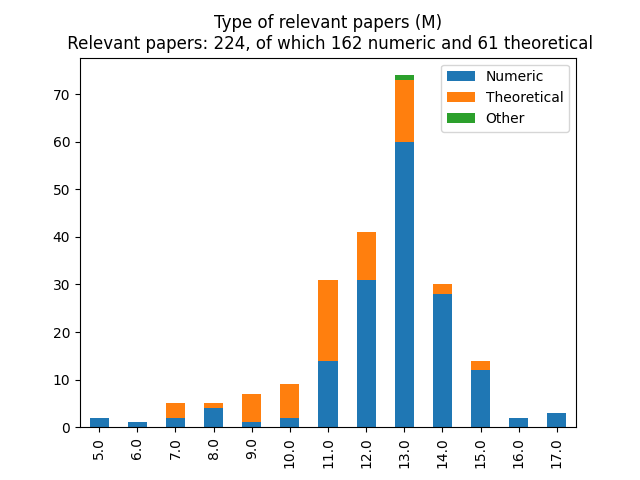 Type of relevant papers (M)
Relevant papers: 224, of which 162 numeric and 61 theoretical
Numeric
Theoretical
Other
70
60
50
40
30
20
10
0
5.0 6.0 7.0 8.0 9.0 10.0 11.0 12.0 13.0 14.0 15.0 16.0 17.0